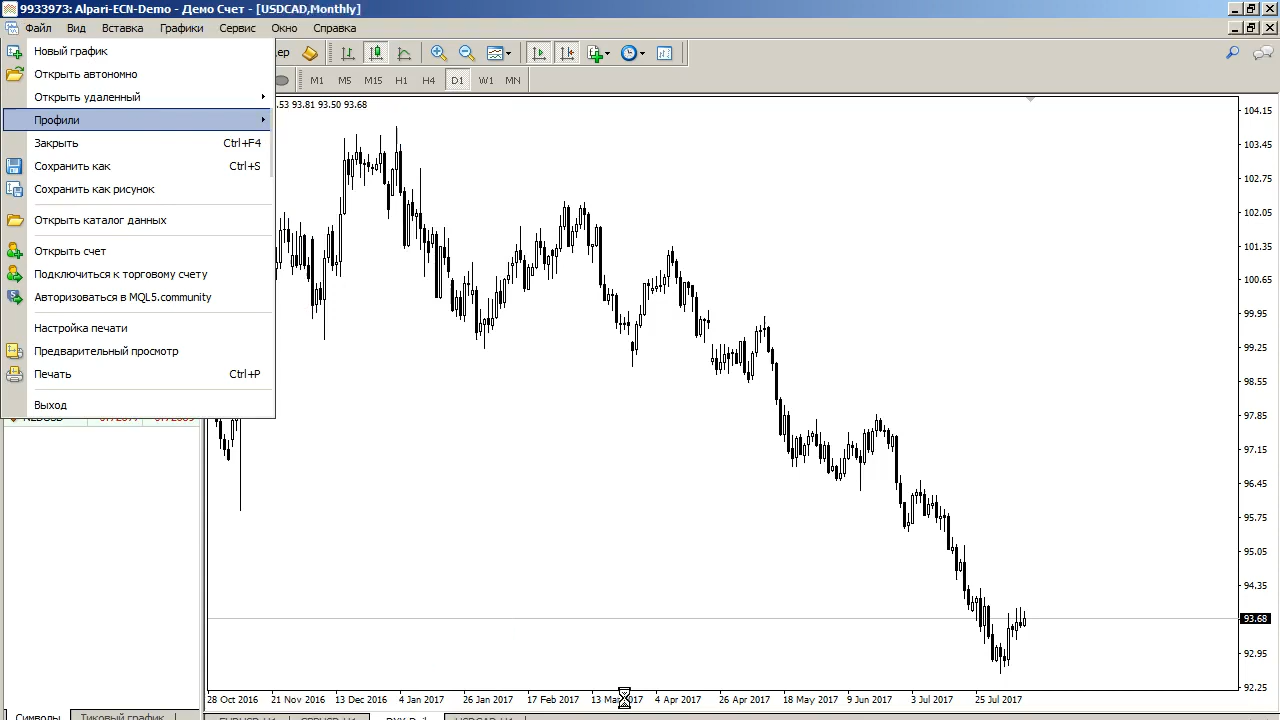 9933973: Alpari-ECN-Demo - Демо Счет - [USDCAD,Monthly]
Файл Вид Вставка Графики Сервис Окно Справка
Новый график
Открыть автономно
Открыть удаленный
Профили
Закрыть Ctrl+F4
Сохранить как Ctrl+S
Сохранить как рисунок
Открыть каталог данных
Открыть счет
Подключиться к торговому счету
Авторизоваться в MQL5.community
Настройка печати
Предварительный просмотр
Печать Ctrl+P
Выход
M1 M5 M15 H1 H4 D1 W1 MN
.53 93.81 93.50 93.68
104.15
103.45
102.75
102.05
101.35
100.65
99.95
99.25
98.55
97.85
97.15
96.45
95.75
95.05
94.35
93.68
92.95
92.25
28 Oct 2016 21 Nov 2016 13 Dec 2016 4 Jan 2017 26 Jan 2017 17 Feb 2017 13 Mar 2017 4 Apr 2017 26 Apr 2017 18 May 2017 9 Jun 2017 3 Jul 2017 25 Jul 2017
Символы Тиковый график